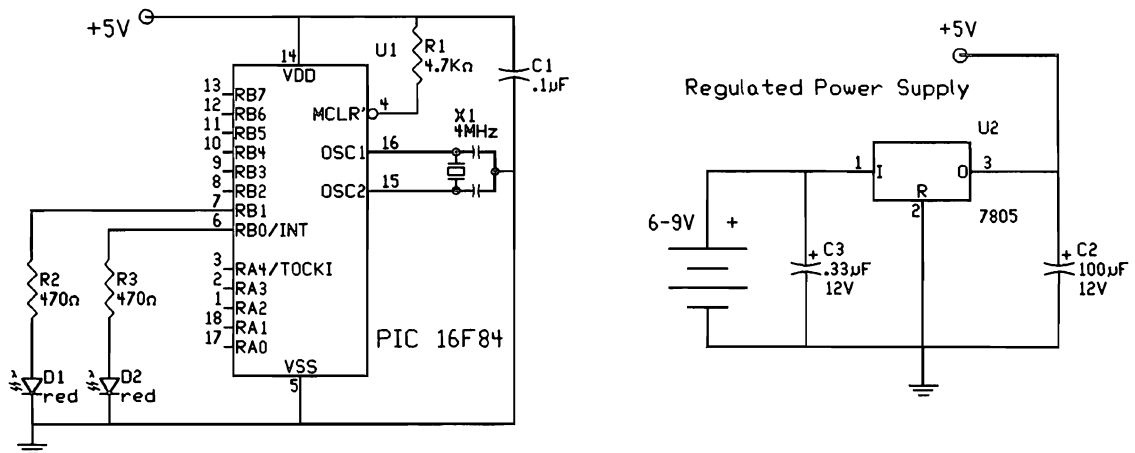 +5V
14
VDD
U1
R1
4.7KΩ
C1
.1µF
13 RB7
12 RB6
11 RB5
10 RB4
9 RB3
8 RB2
7 RB1
6 RB0/INT
3 RA4/TOCKI
2 RA3
1 RA2
18 RA1
17 RA0
MCLR' 4
OSC1 16
OSC2 15
X1
4MHz
R2
470Ω
R3
470Ω
D1
red
D2
red
VSS
5
PIC 16F84
Regulated Power Supply
+5V
U2
1
I
O
3
R
2
7805
6-9V +
+ C3
.33µF
12V
+ C2
100µF
12V